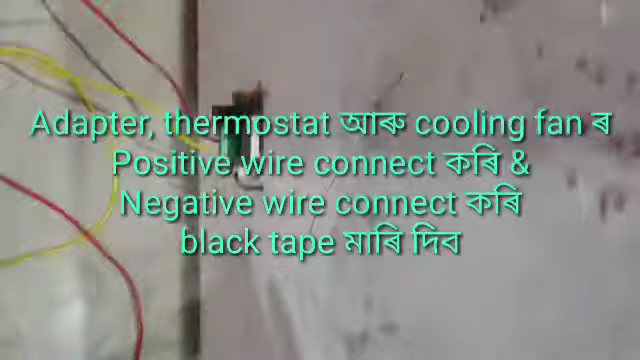 Adapter, thermostat আৰু cooling fan ৰ
Positive wire connect কৰি &
Negative wire connect কৰি
black tape মাৰি দিব